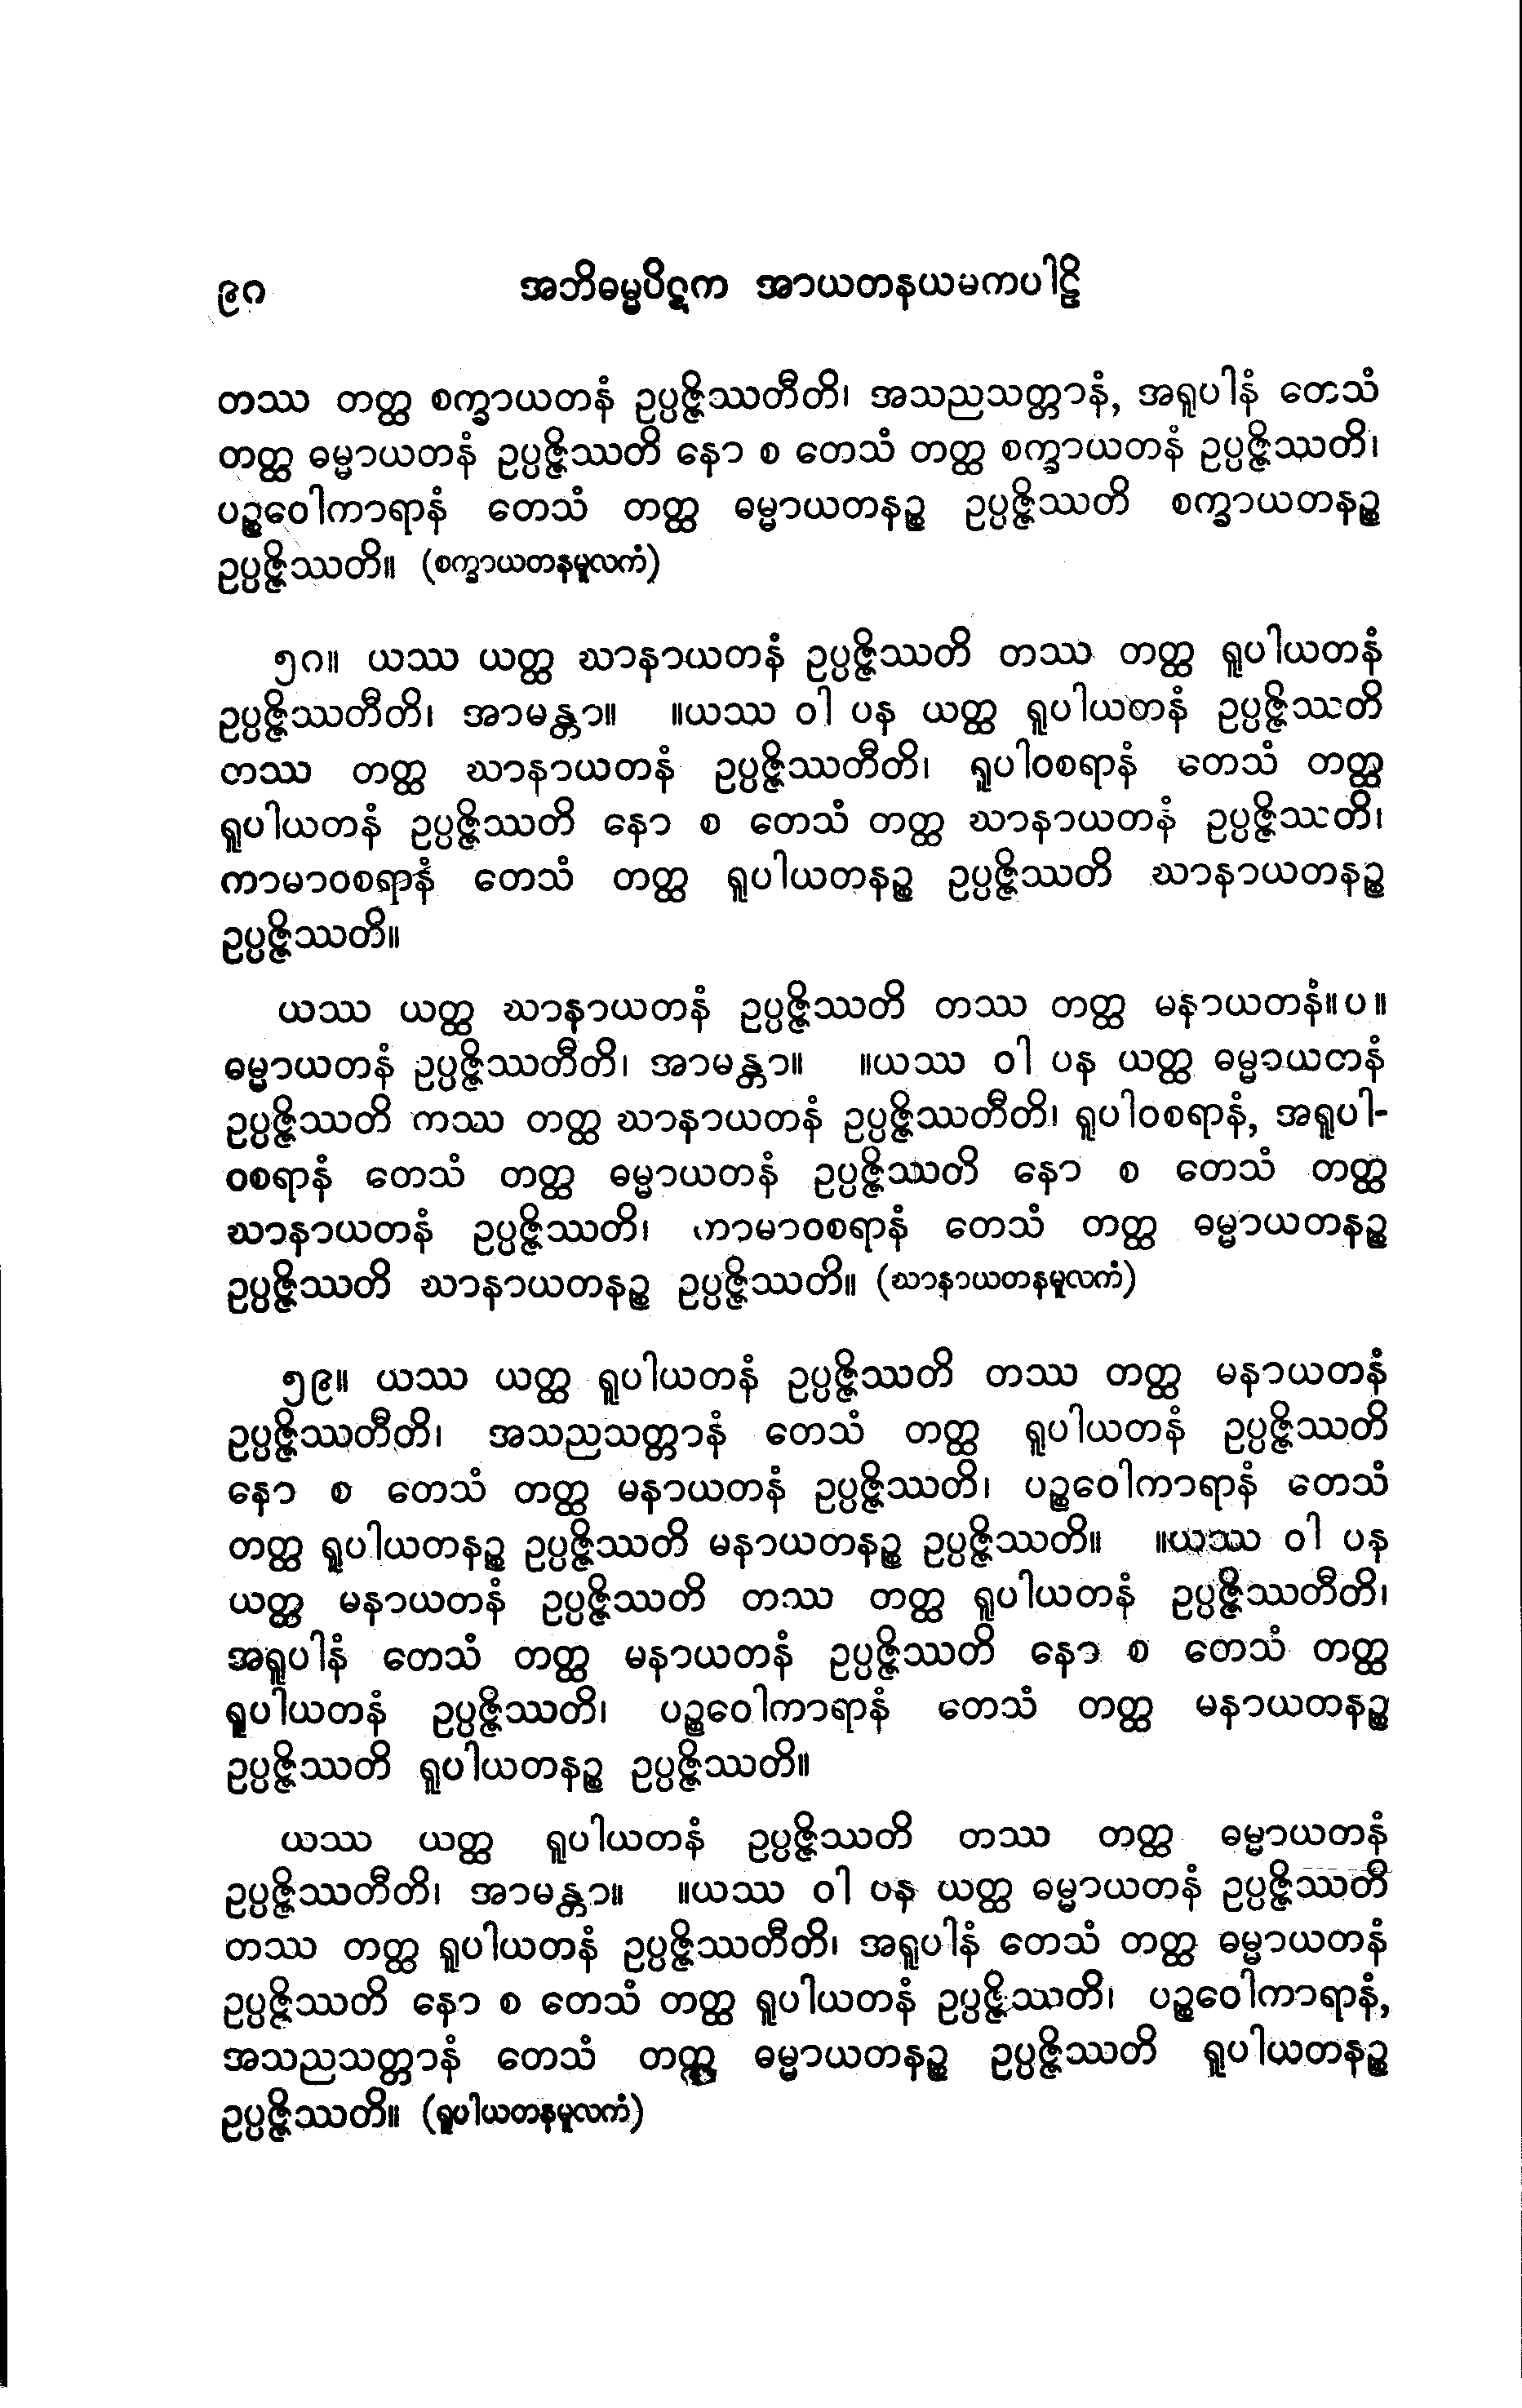 ၉၈ အဘိဓမ္မပိဋက အာယတနယမကပါဠိ
တဿ တတ္ထ စက္ခာယတနံ ဥပ္ပဇ္ဇိဿတီတိ၊ အသညသတ္တာနံ, အရူပါနံ တေသံ
တတ္ထ ဓမ္မာယတနံ ဥပ္ပဇ္ဇိဿတိ နော စ တေသံ တတ္ထ စက္ခာယတနံ ဥပ္ပဇ္ဇိဿတိ၊
ပဉ္စဝေါကာရာနံ တေသံ တတ္ထ ဓမ္မာယတနဉ္စ ဥပ္ပဇ္ဇိဿတိ စက္ခာယတနဉ္စ
ဥပ္ပဇ္ဇိဿတိ။ (စက္ခာယတနမူလကံ)
၅၈။ ယဿ ယတ္ထ ဃာနာယတနံ ဥပ္ပဇ္ဇိဿတိ တဿ တတ္ထ ရူပါယတနံ
ဥပ္ပဇ္ဇိဿတီတိ၊ အာမန္တာ။ ။ယဿ ဝါ ပန ယတ္ထ ရူပါယတနံ ဥပ္ပဇ္ဇိဿတိ
တဿ တတ္ထ ဃာနာယတနံ ဥပ္ပဇ္ဇိဿတီတိ၊ ရူပါဝစရာနံ တေသံ တတ္ထ
ရူပါယတနံ ဥပ္ပဇ္ဇိဿတိ နော စ တေသံ တတ္ထ ဃာနာယတနံ ဥပ္ပဇ္ဇိဿတိ၊
ကာမာဝစရာနံ တေသံ တတ္ထ ရူပါယတနဉ္စ ဥပ္ပဇ္ဇိဿတိ ဃာနာယတနဉ္စ
ဥပ္ပဇ္ဇိဿတိ။
ယဿ ယတ္ထ ဃာနာယတနံ ဥပ္ပဇ္ဇိဿတိ တဿ တတ္ထ မနာယတနံ။ပ။
ဓမ္မာယတနံ ဥပ္ပဇ္ဇိဿတီတိ၊ အာမန္တာ။ ။ယဿ ဝါ ပန ယတ္ထ ဓမ္မာယတနံ
ဥပ္ပဇ္ဇိဿတိ ကဿ တတ္ထ ဃာနာယတနံ ဥပ္ပဇ္ဇိဿတီတိ၊ ရူပါဝစရာနံ, အရူပါ-
ဝစရာနံ တေသံ တတ္ထ ဓမ္မာယတနံ ဥပ္ပဇ္ဇိဿတိ နော စ တေသံ တတ္ထ
ဃာနာယတနံ ဥပ္ပဇ္ဇိဿတိ၊ ကာမာဝစရာနံ တေသံ တတ္ထ ဓမ္မာယတနဉ္စ
ဥပ္ပဇ္ဇိဿတိ ဃာနာယတနဉ္စ ဥပ္ပဇ္ဇိဿတိ။ (ဃာနာယတနမူလကံ)
၅၉။ ယဿ ယတ္ထ ရူပါယတနံ ဥပ္ပဇ္ဇိဿတိ တဿ တတ္ထ မနာယတနံ
ဥပ္ပဇ္ဇိဿတီတိ၊ အသညသတ္တာနံ တေသံ တတ္ထ ရူပါယတနံ ဥပ္ပဇ္ဇိဿတိ
နော စ တေသံ တတ္ထ မနာယတနံ ဥပ္ပဇ္ဇိဿတိ၊ ပဉ္စဝေါကာရာနံ တေသံ
တတ္ထ ရူပါယတနဉ္စ ဥပ္ပဇ္ဇိဿတိ မနာယတနဉ္စ ဥပ္ပဇ္ဇိဿတိ။ ။ယဿ ဝါ ပန
ယတ္ထ မနာယတနံ ဥပ္ပဇ္ဇိဿတိ တဿ တတ္ထ ရူပါယတနံ ဥပ္ပဇ္ဇိဿတီတိ၊
အရူပါနံ တေသံ တတ္ထ မနာယတနံ ဥပ္ပဇ္ဇိဿတိ နော စ တေသံ တတ္ထ
ရူပါယတနံ ဥပ္ပဇ္ဇိဿတိ၊ ပဉ္စဝေါကာရာနံ တေသံ တတ္ထ မနာယတနဉ္စ
ဥပ္ပဇ္ဇိဿတိ ရူပါယတနဉ္စ ဥပ္ပဇ္ဇိဿတိ။
ယဿ ယတ္ထ ရူပါယတနံ ဥပ္ပဇ္ဇိဿတိ တဿ တတ္ထ ဓမ္မာယတနံ
ဥပ္ပဇ္ဇိဿတီတိ၊ အာမန္တာ။ ။ယဿ ဝါ ပန ယတ္ထ ဓမ္မာယတနံ ဥပ္ပဇ္ဇိဿတိ
တဿ တတ္ထ ရူပါယတနံ ဥပ္ပဇ္ဇိဿတီတိ၊ အရူပါနံ တေသံ တတ္ထ ဓမ္မာယတနံ
ဥပ္ပဇ္ဇိဿတိ နော စ တေသံ တတ္ထ ရူပါယတနံ ဥပ္ပဇ္ဇိဿတိ၊ ပဉ္စဝေါကာရာနံ,
အသညသတ္တာနံ တေသံ တတ္ထ ဓမ္မာယတနဉ္စ ဥပ္ပဇ္ဇိဿတိ ရူပါယတနဉ္စ
ဥပ္ပဇ္ဇိဿတိ။ (ရူပါယတနမူလကံ)